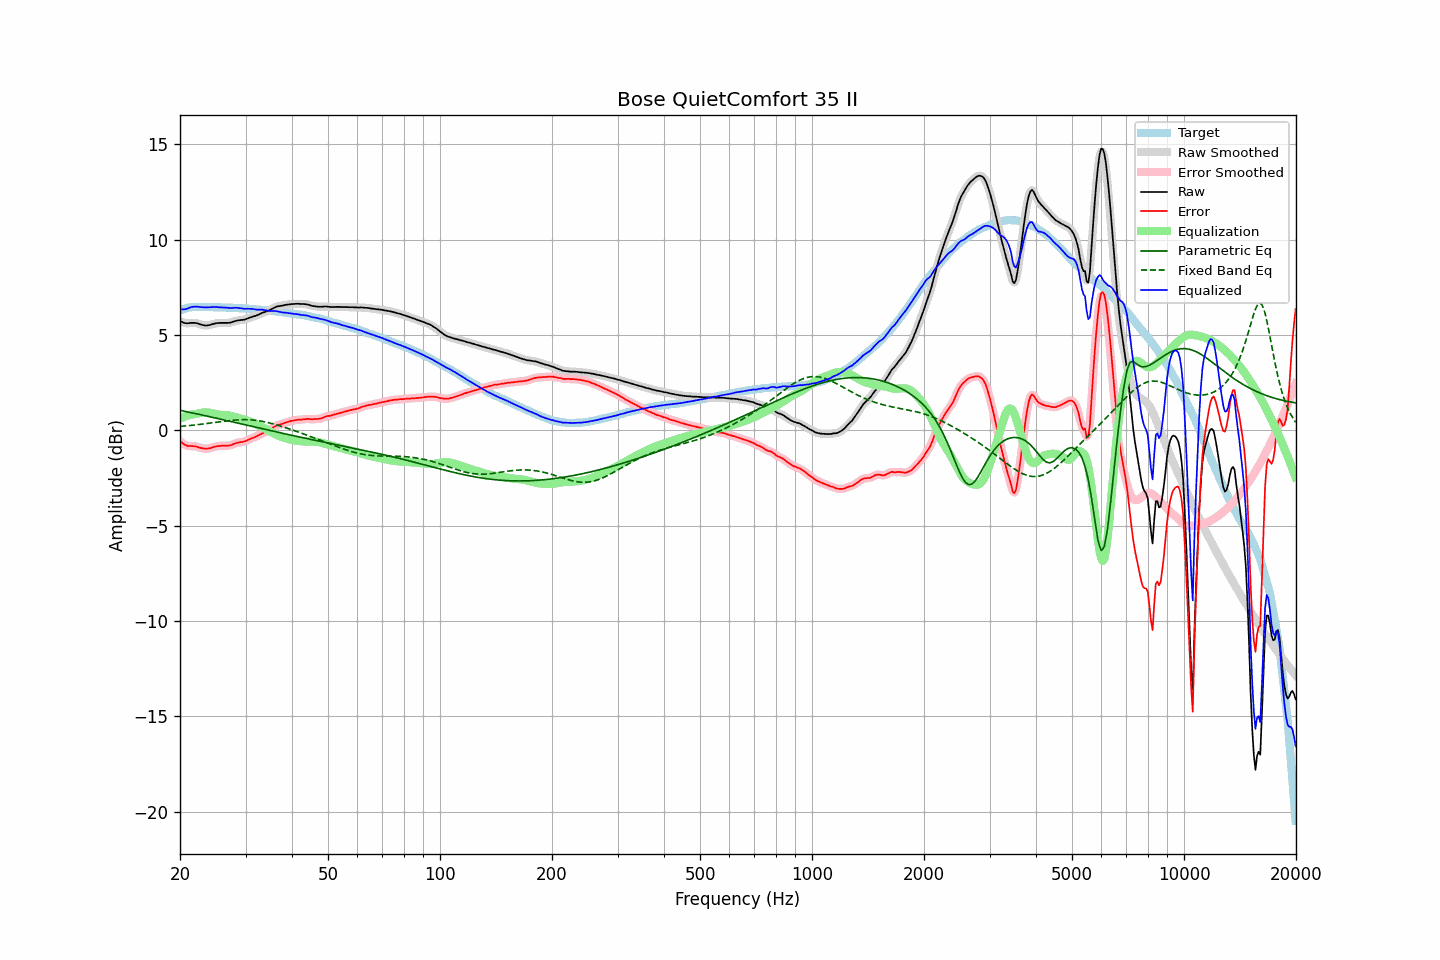 Bose QuietComfort 35 II
Target
Raw Smoothed
Error Smoothed
Raw
Error
Equalization
Parametric Eq
Fixed Band Eq
Equalized
15
10
5
0
−5
−10
−15
−20
Amplitude (dBr)
20
50
100
200
500
1000
2000
5000
10000
20000
Frequency (Hz)